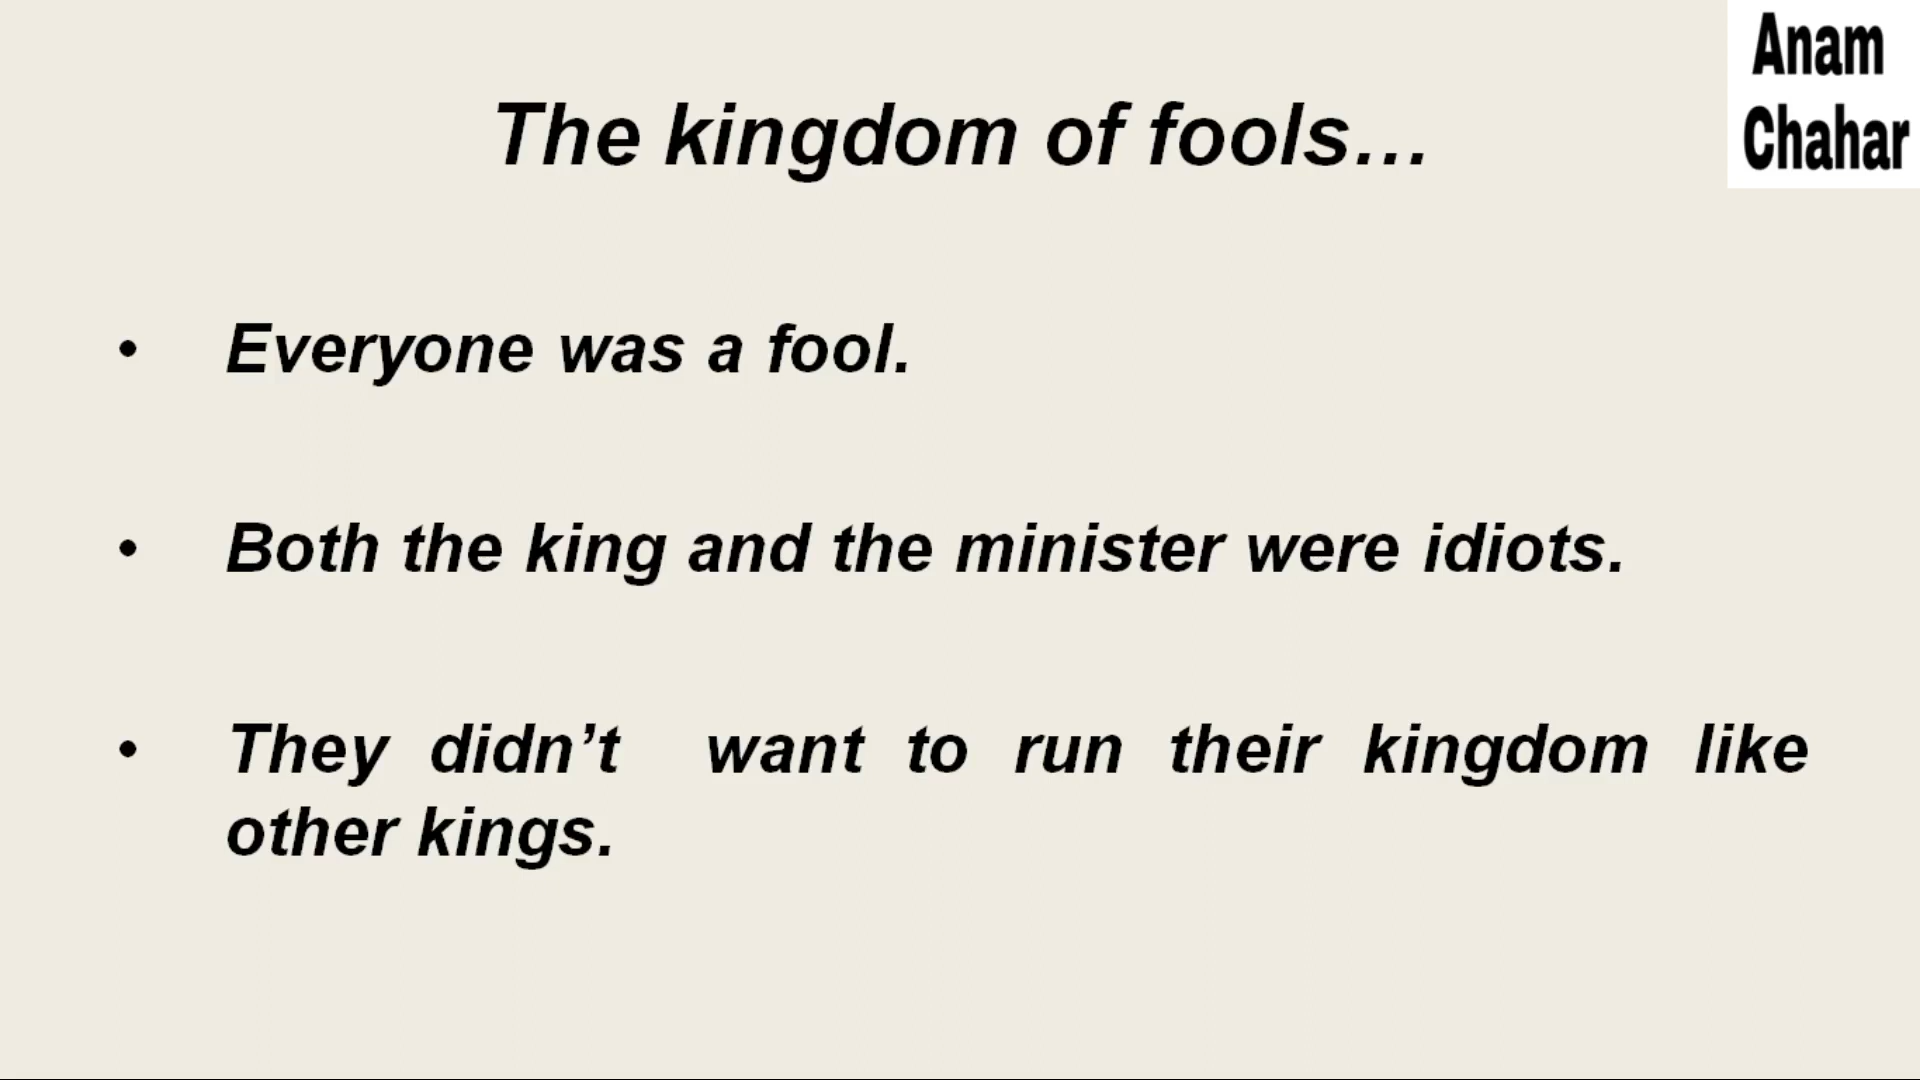 Anam
Chahar
The kingdom of fools...
• Everyone was a fool.
• Both the king and the minister were idiots.
• They didn’t want to run their kingdom like
other kings.